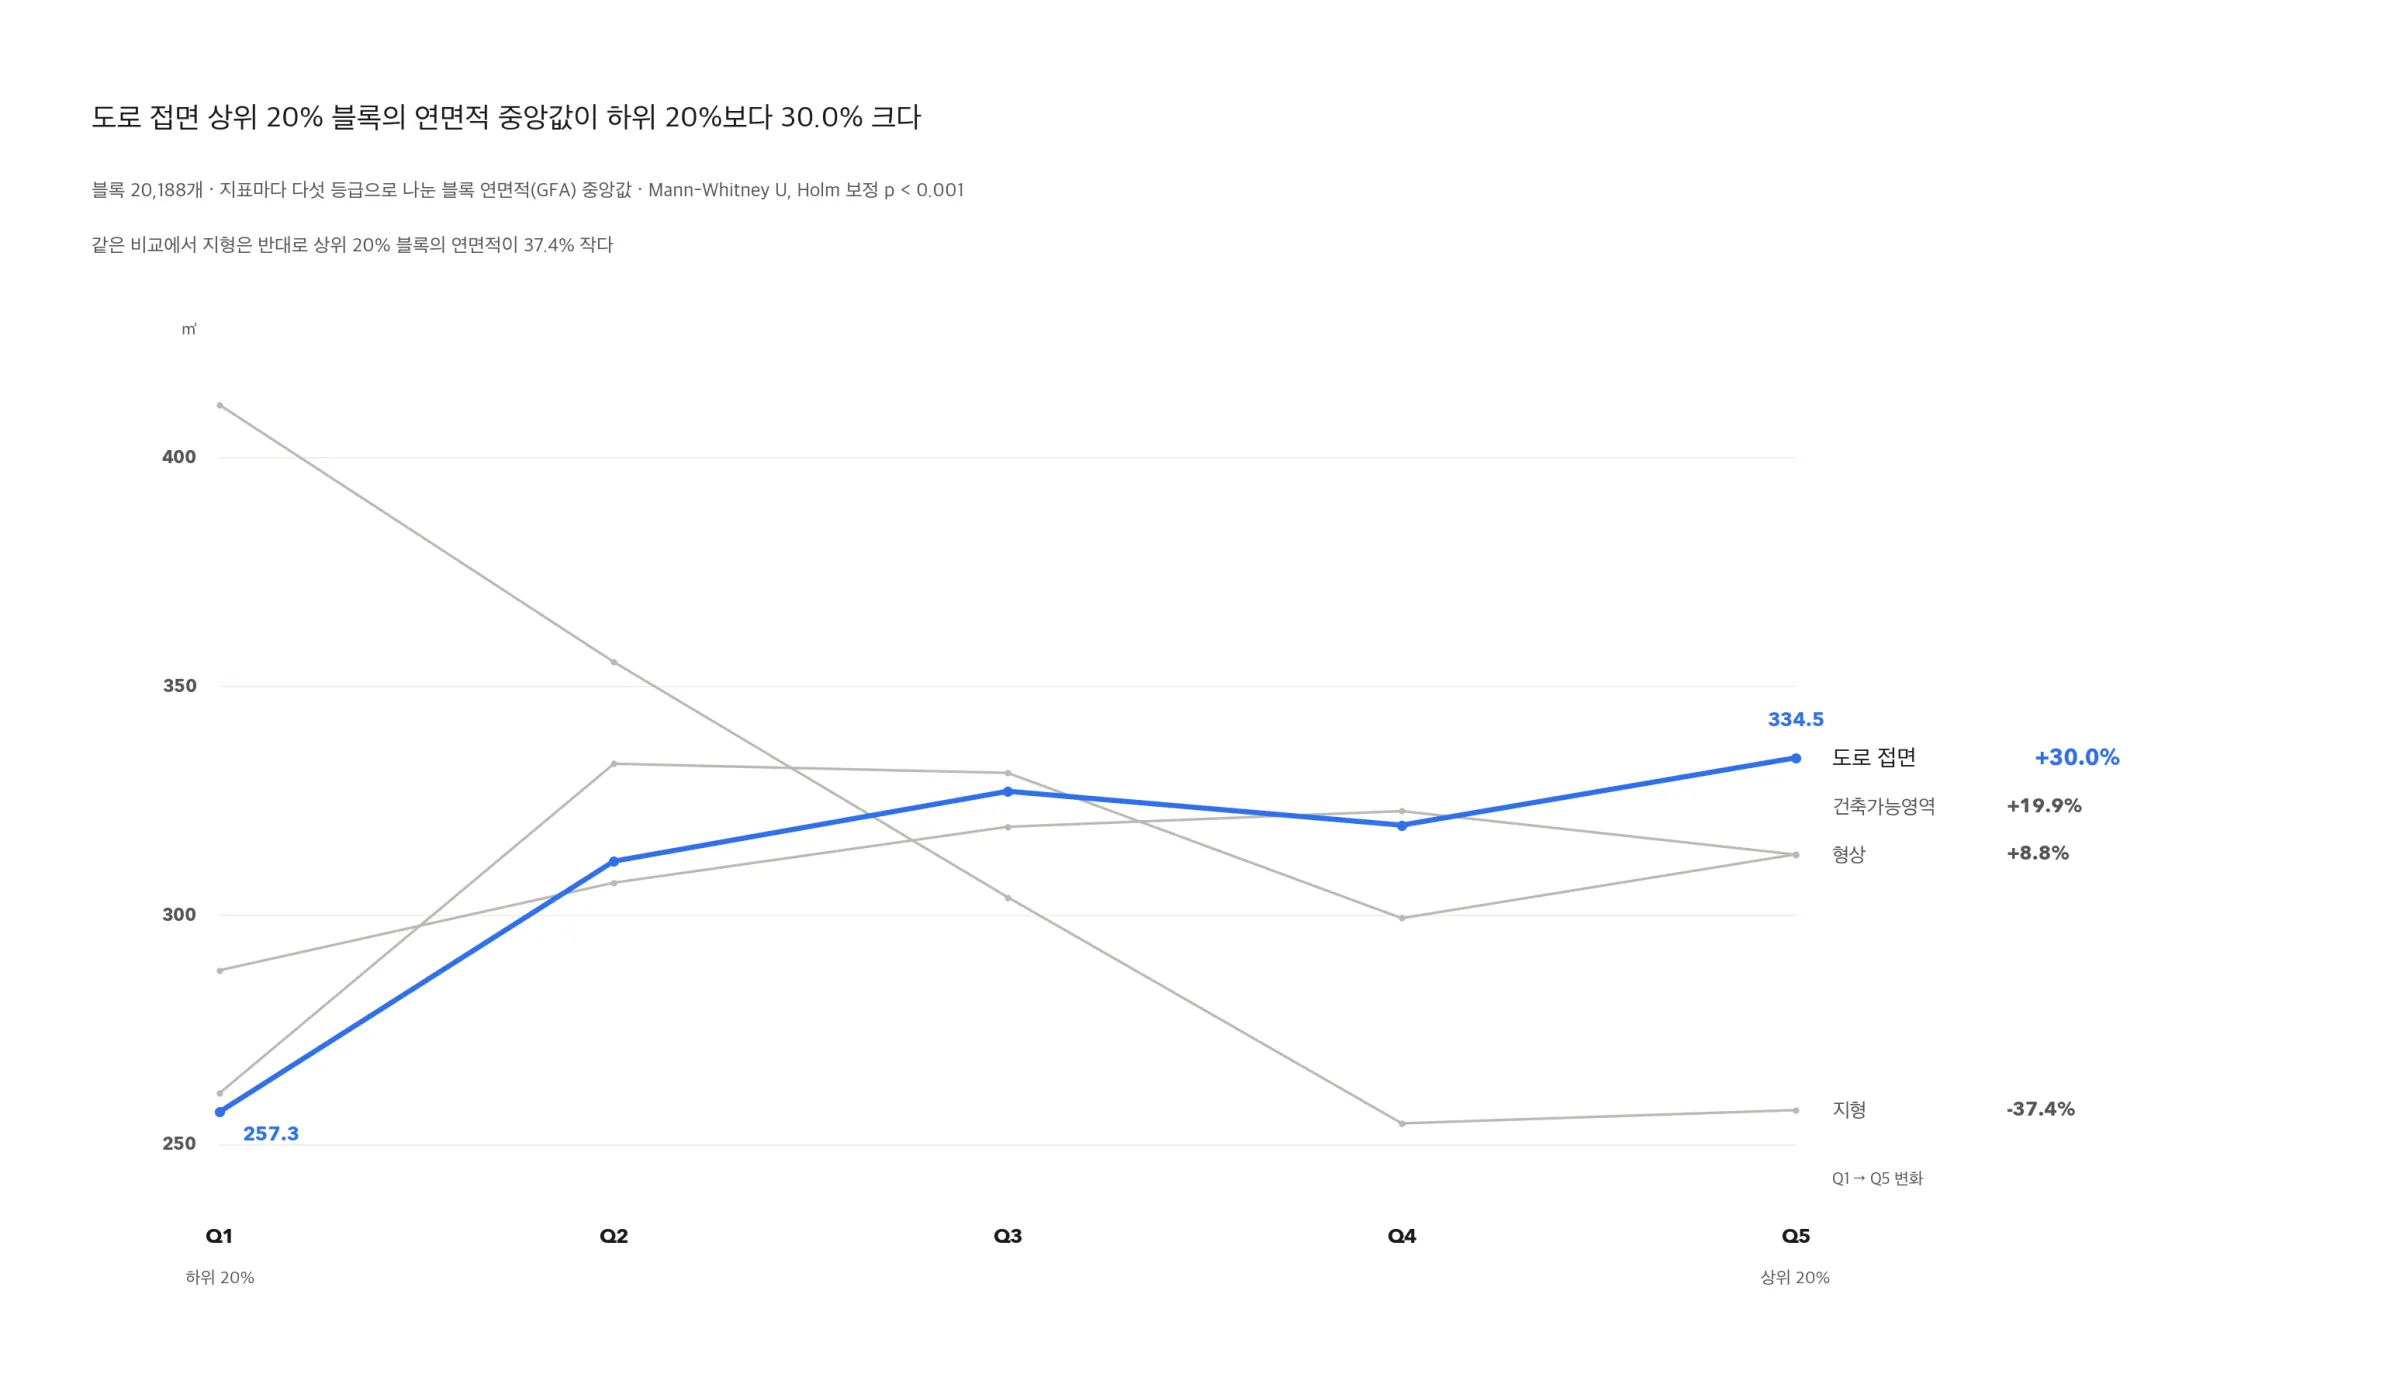 도로 접면 상위 20% 블록의 연면적 중앙값이 하위 20%보다 30.0% 크다
블록 20,188개 · 지표마다 다섯 등급으로 나눈 블록 연면적(GFA) 중앙값 · Mann-Whitney U, Holm 보정 p < 0.001
같은 비교에서 지형은 반대로 상위 20% 블록의 연면적이 37.4% 작다
㎡
400
350
334.5
도로 접면 +30.0%
건축가능영역 +19.9%
형상 +8.8%
300
지형 -37.4%
257.3
250
Q1 → Q5 변화
Q1 Q2 Q3 Q4 Q5
하위 20% 상위 20%